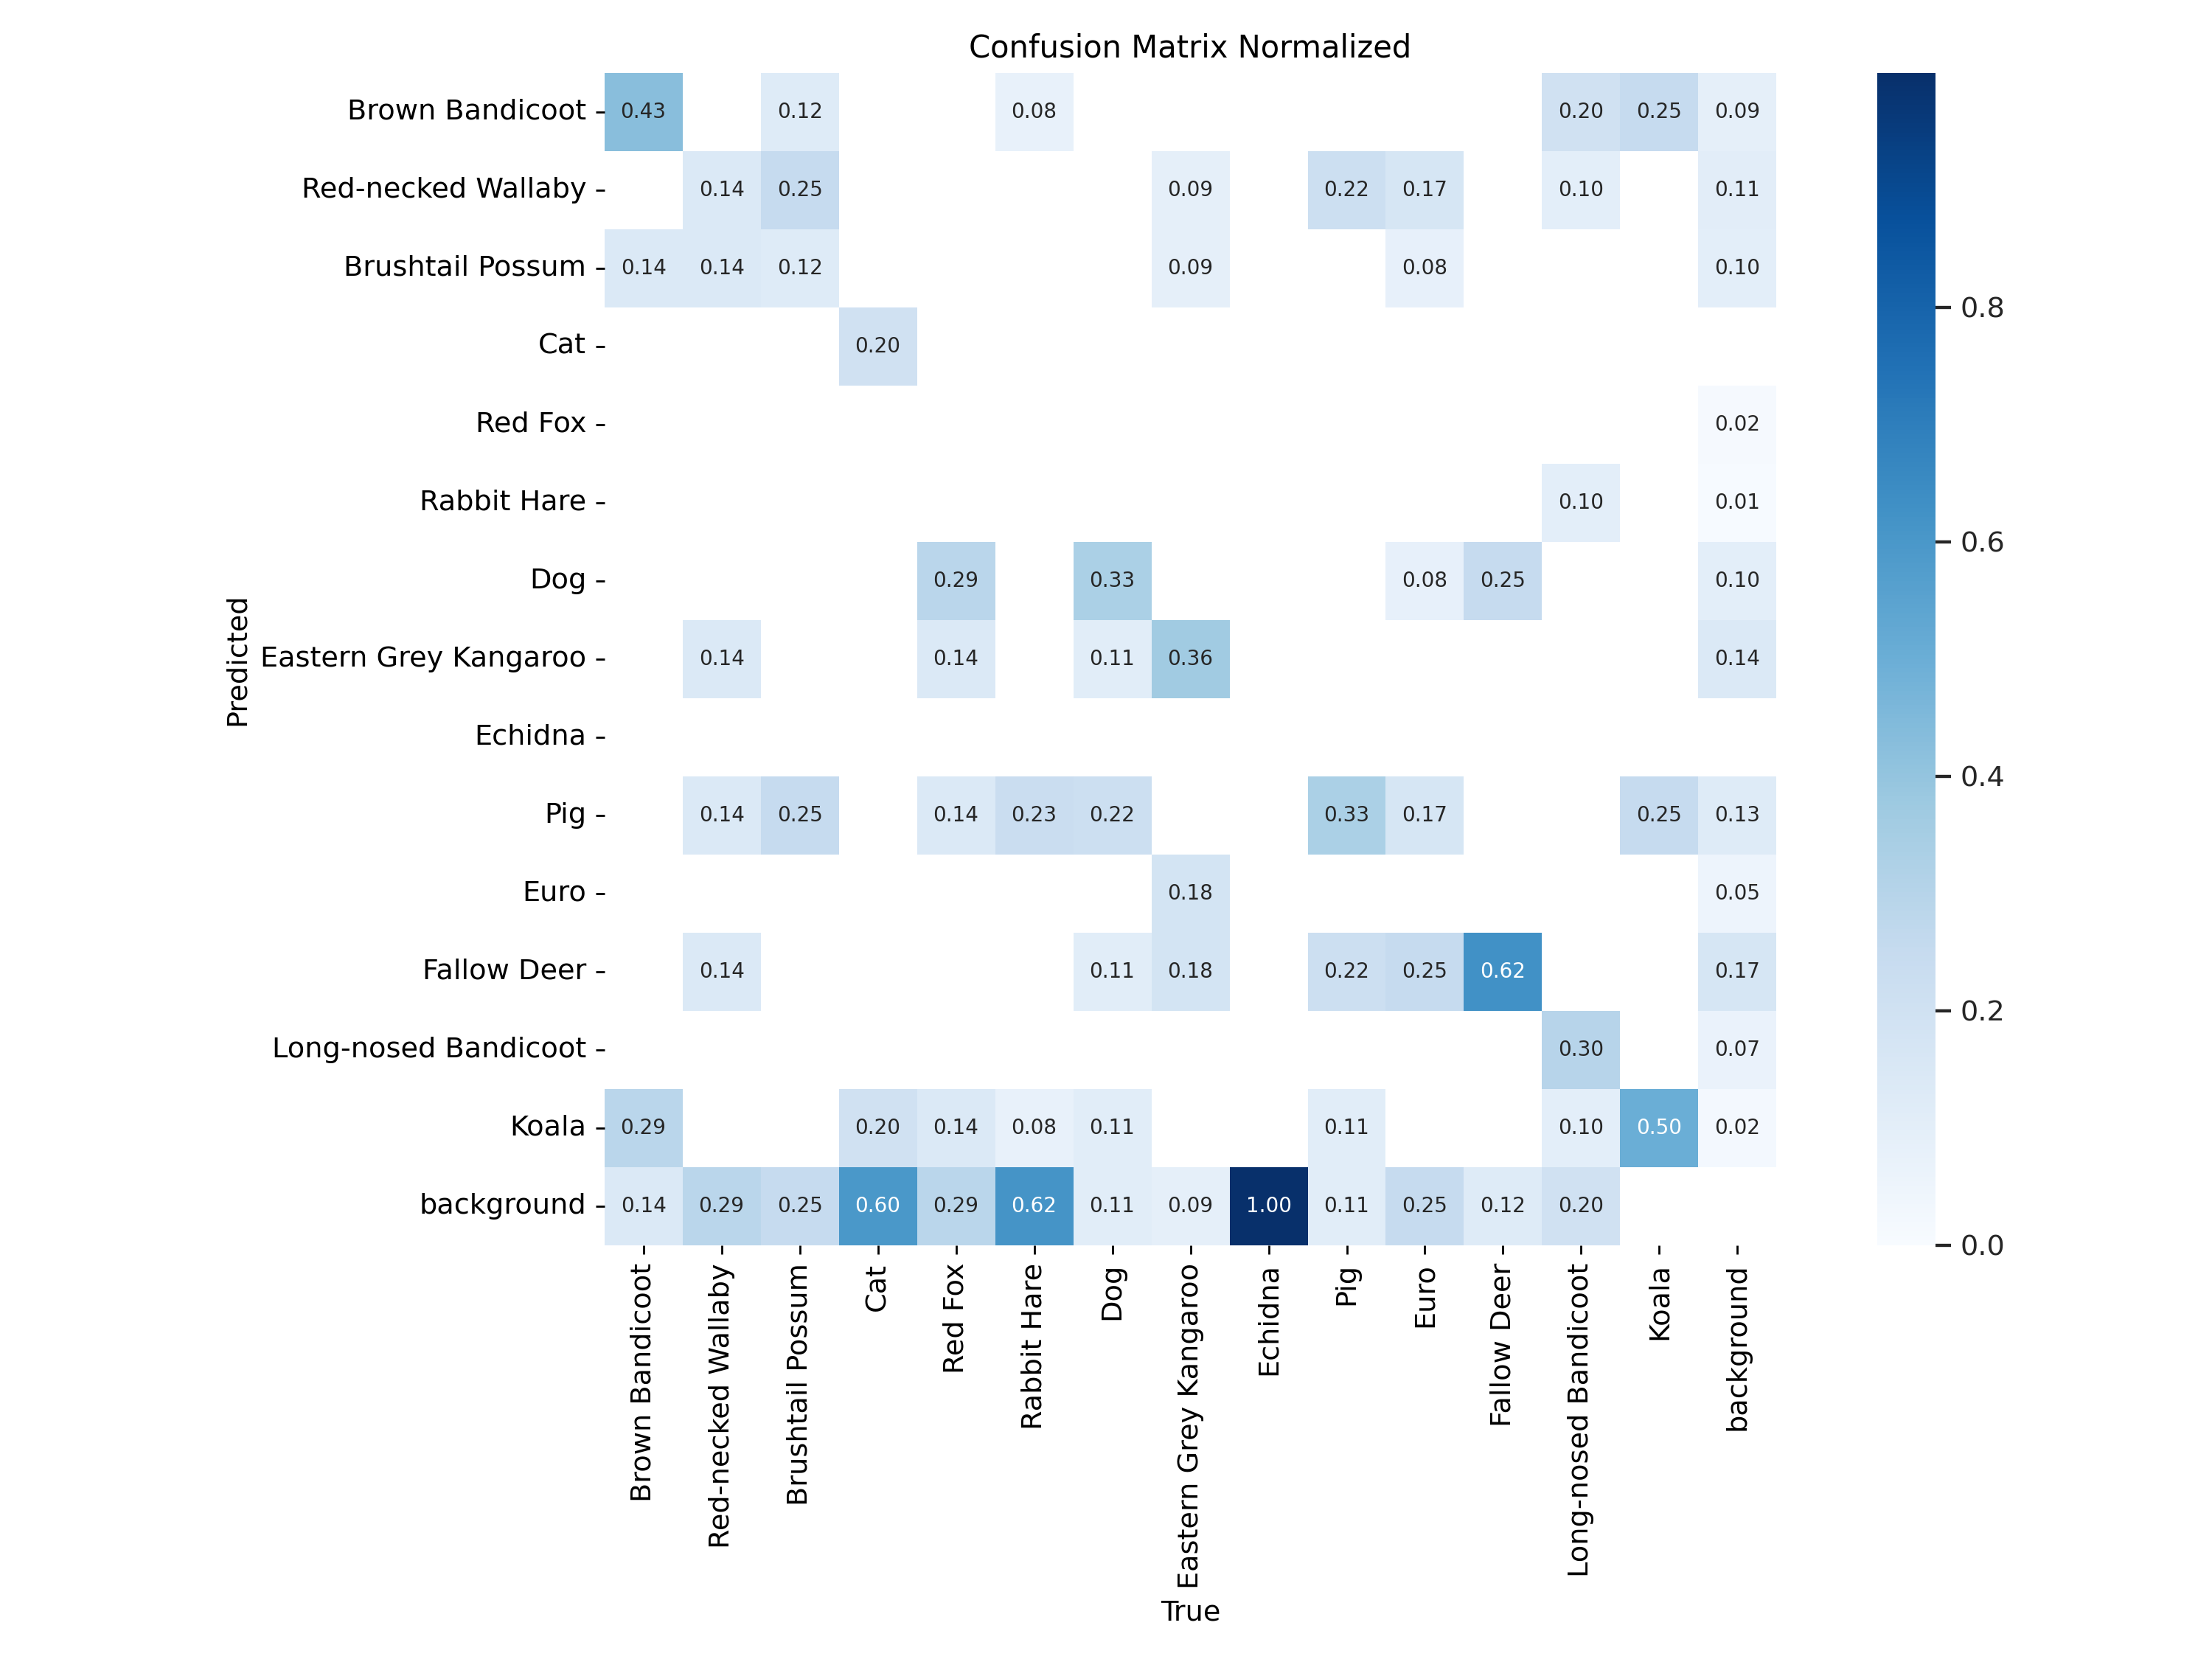 Confusion Matrix Normalized
Brown Bandicoot 0.43 0.12 0.08 0.20 0.25 0.09
Red-necked Wallaby 0.14 0.25 0.09 0.22 0.17 0.10 0.11
Brushtail Possum 0.14 0.14 0.12 0.09 0.08 0.10
Cat 0.20
Red Fox 0.02
Rabbit Hare 0.10 0.01
Dog 0.29 0.33 0.08 0.25 0.10
Eastern Grey Kangaroo 0.14 0.14 0.11 0.36 0.14
Echidna
Pig 0.14 0.25 0.14 0.23 0.22 0.33 0.17 0.25 0.13
Euro 0.18 0.05
Fallow Deer 0.14 0.11 0.18 0.22 0.25 0.62 0.17
Long-nosed Bandicoot 0.30 0.07
Koala 0.29 0.20 0.14 0.08 0.11 0.11 0.10 0.50 0.02
background 0.14 0.29 0.25 0.60 0.29 0.62 0.11 0.09 1.00 0.11 0.25 0.12 0.20
Predicted
Brown Bandicoot
Red-necked Wallaby
Brushtail Possum
Cat
Red Fox
Rabbit Hare
Dog
Eastern Grey Kangaroo
Echidna
Pig
Euro
Fallow Deer
Long-nosed Bandicoot
Koala
background
True
0.8
0.6
0.4
0.2
0.0